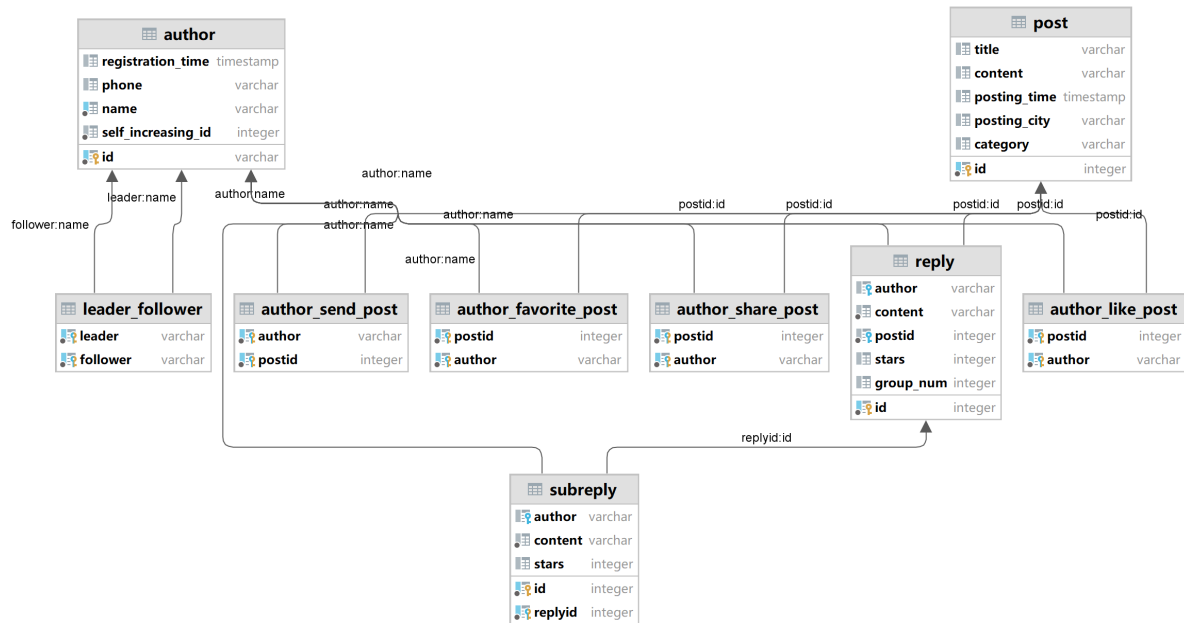 author
registration_time timestamp
phone varchar
name varchar
self_increasing_id integer
id varchar
post
title varchar
content varchar
posting_time timestamp
posting_city varchar
category varchar
id integer
author:name
leader:name
author:name
author:name
postid:id
postid:id
postid:id
postid:id
author:name
postid:id
follower:name
author:name
author:name
replyid:id
leader_follower
leader varchar
follower varchar
author_send_post
author varchar
postid integer
author_favorite_post
postid integer
author varchar
author_share_post
postid integer
author varchar
reply
author varchar
content varchar
postid integer
stars integer
group_num integer
id integer
author_like_post
postid integer
author varchar
subreply
author varchar
content varchar
stars integer
id integer
replyid integer